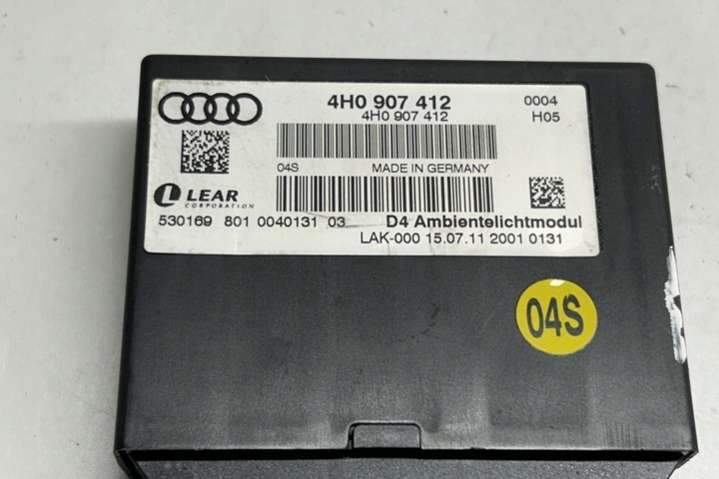 4H0 907 412
4H0 907 412
0004
H05
04S
MADE IN GERMANY
LEAR
CORPORATION
530169 801 0040131 03
D4 Ambientelichtmodul
LAK-000 15.07.11 2001 0131
04S